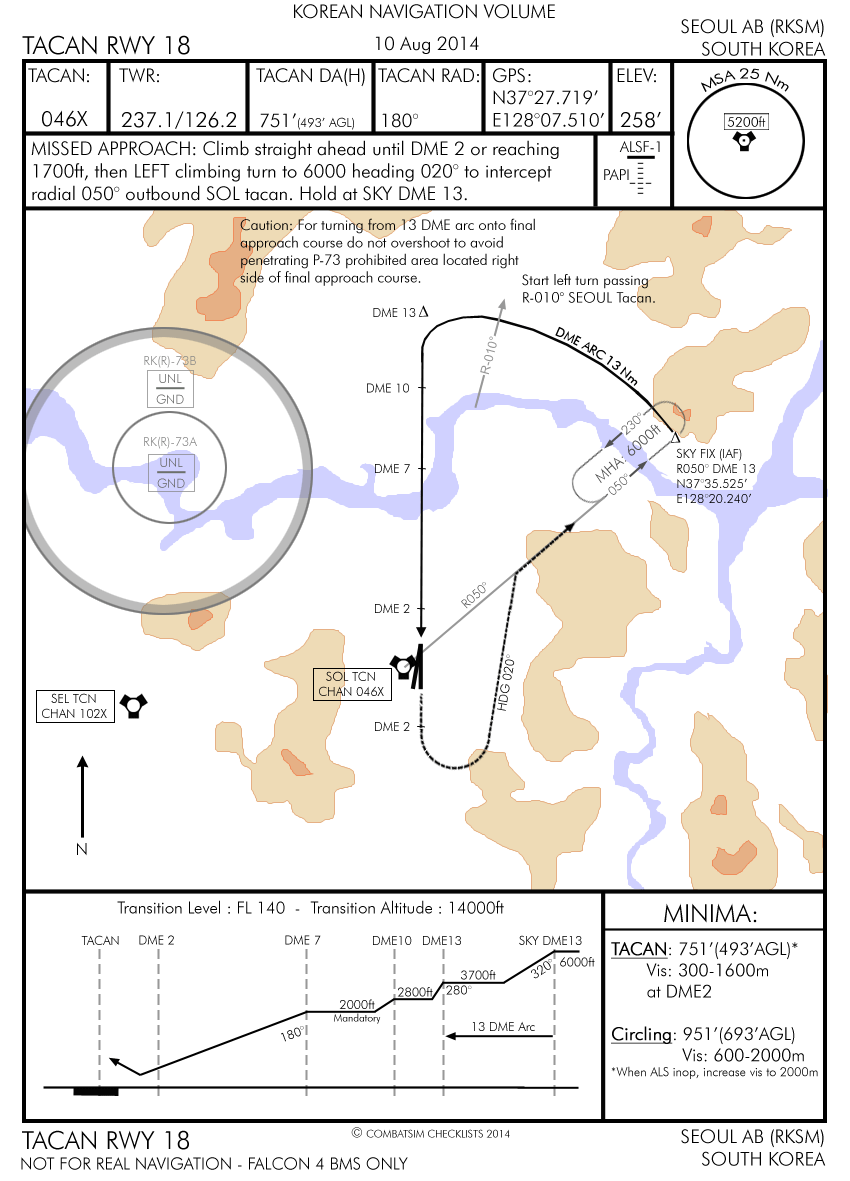 KOREAN NAVIGATION VOLUME
TACAN RWY 18
10 Aug 2014
SEOUL AB (RKSM)
SOUTH KOREA
TACAN:
046X
TWR:
237.1/126.2
TACAN DA(H)
751’(493’ AGL)
TACAN RAD:
180°
GPS:
N37°27.719’
E128°07.510’
ELEV:
258’
MSA 25 Nm
5200ft
MISSED APPROACH: Climb straight ahead until DME 2 or reaching
1700ft, then LEFT climbing turn to 6000 heading 020° to intercept
radial 050° outbound SOL tacan. Hold at SKY DME 13.
ALSF-1
PAPI
Caution: For turning from 13 DME arc onto final
approach course do not overshoot to avoid
penetrating P-73 prohibited area located right
side of final approach course.
Start left turn passing
R-010° SEOUL Tacan.
DME 13
R-010°
DME ARC 13 Nm
RK(R)-73B
UNL
GND
DME 10
230°
MHA: 6000ft
050°
RK(R)-73A
UNL
GND
DME 7
SKY FIX (IAF)
R050° DME 13
N37°35.525’
E128°20.240’
DME 2
R050°
SOL TCN
CHAN 046X
HDG 020°
SEL TCN
CHAN 102X
DME 2
N
Transition Level : FL 140 - Transition Altitude : 14000ft
TACAN
DME 2
DME 7
DME10
DME13
SKY DME13
6000ft
320°
3700ft
280°
2800ft
2000ft
Mandatory
180°
13 DME Arc
MINIMA:
TACAN: 751’(493’AGL)*
Vis: 300-1600m
at DME2
Circling: 951’(693’AGL)
Vis: 600-2000m
*When ALS inop, increase vis to 2000m
TACAN RWY 18
NOT FOR REAL NAVIGATION - FALCON 4 BMS ONLY
© COMBATSIM CHECKLISTS 2014
SEOUL AB (RKSM)
SOUTH KOREA